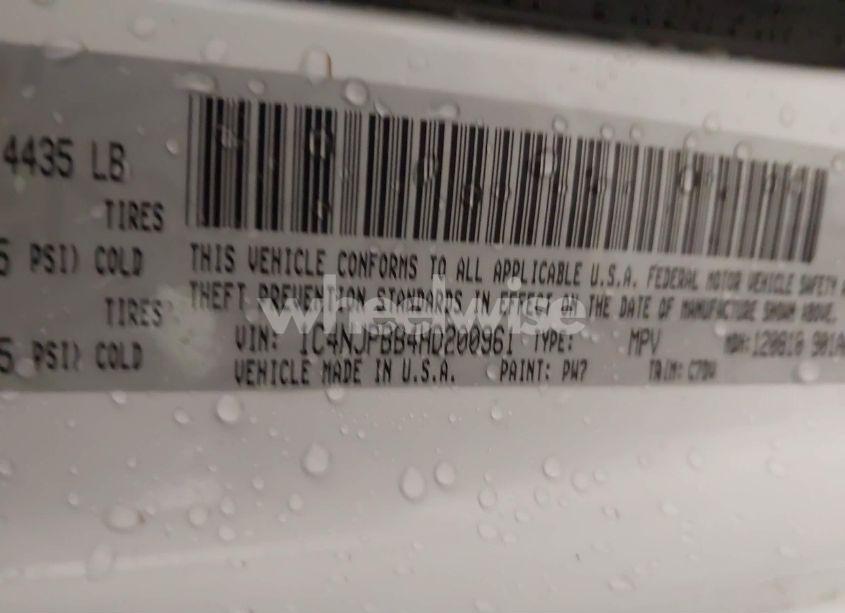 4435 LB
TIRES
5 PSI) COLD
TIRES
5 PSI) COLD
THIS VEHICLE CONFORMS TO ALL APPLICABLE U.S.A. FEDERAL MOTOR VEHICLE SAFETY
THEFT PREVENTION STANDARDS IN EFFECT ON THE DATE OF MANUFACTURE SHOWN ABOVE.
VIN: TYPE: MPV
VEHICLE MADE IN U.S.A. PAINT: PW7
wheelwise